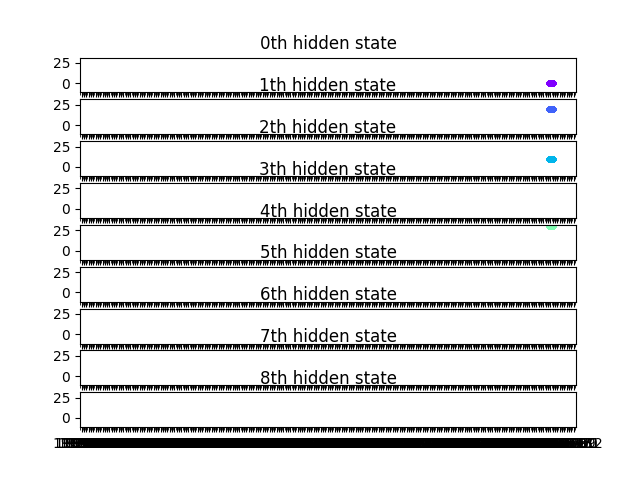 0th hidden state
25
0
1th hidden state
25
0
2th hidden state
25
0
3th hidden state
25
0
4th hidden state
25
0
5th hidden state
25
0
6th hidden state
25
0
7th hidden state
25
0
8th hidden state
25
0